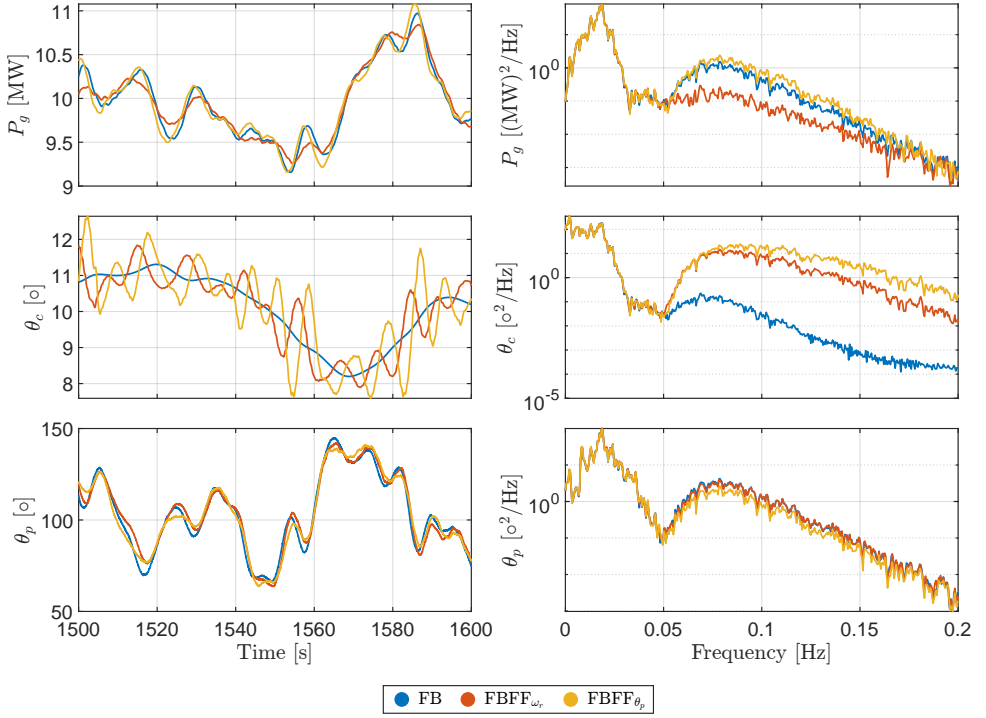 11
10.5
10
9.5
9
P_g [MW]
10^0
P_g [(MW)^2/Hz]
12
11
10
9
8
θ_c [∘]
10^0
10^-5
θ_c [∘^2/Hz]
150
100
50
θ_p [∘]
1500 1520 1540 1560 1580 1600
Time [s]
10^0
θ_p [∘^2/Hz]
0 0.05 0.1 0.15 0.2
Frequency [Hz]
FB FBFF_ω_r FBFF_θ_p